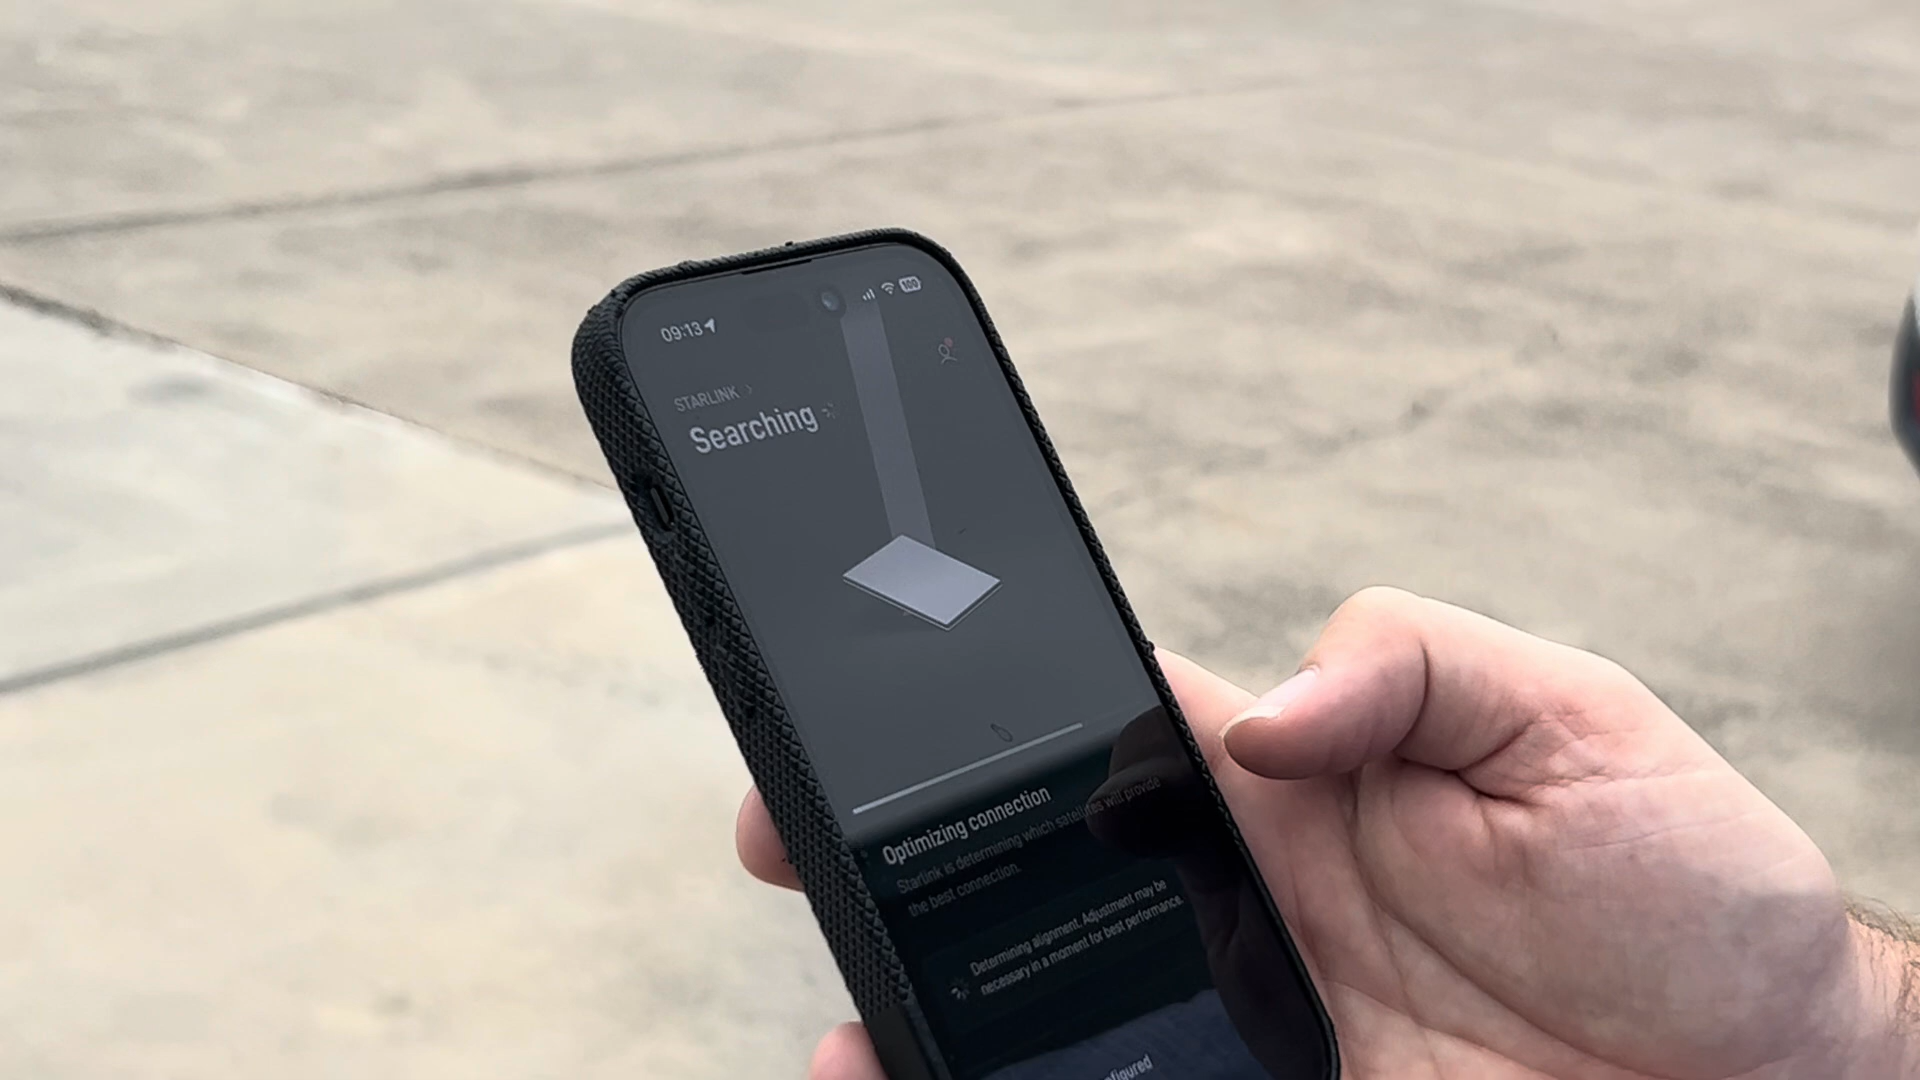 09:13
100
STARLINK
Searching
Optimizing connection
Starlink is determining which satellites will provide
the best connection.
Determining alignment. Adjustment may be
necessary in a moment for best performance.